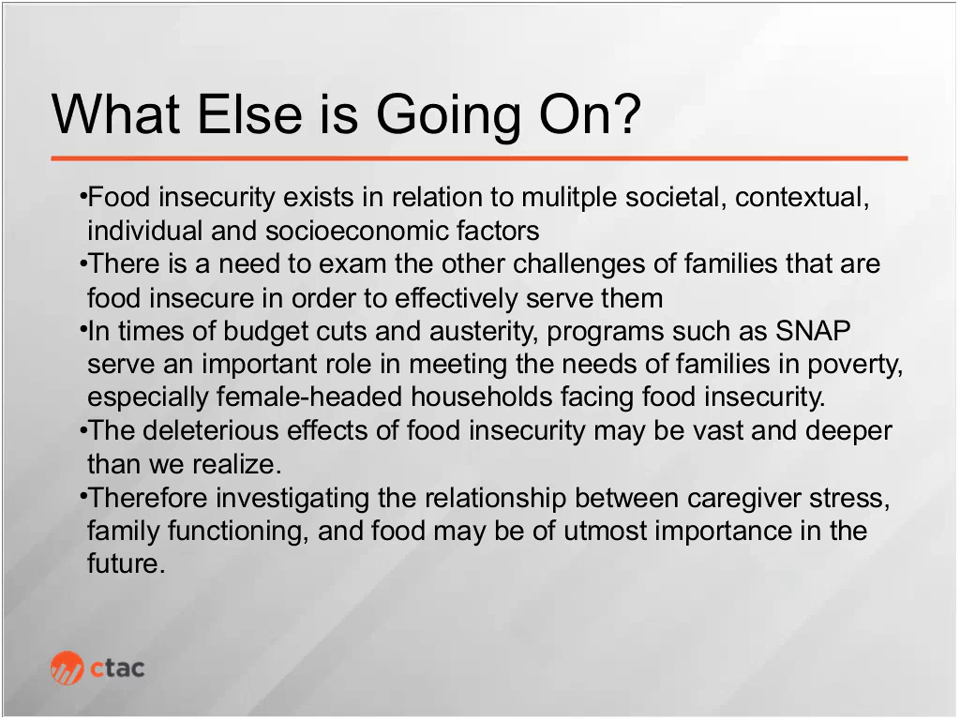 What Else is Going On?
•Food insecurity exists in relation to mulitple societal, contextual,
individual and socioeconomic factors
•There is a need to exam the other challenges of families that are
food insecure in order to effectively serve them
•In times of budget cuts and austerity, programs such as SNAP
serve an important role in meeting the needs of families in poverty,
especially female-headed households facing food insecurity.
•The deleterious effects of food insecurity may be vast and deeper
than we realize.
•Therefore investigating the relationship between caregiver stress,
family functioning, and food may be of utmost importance in the
future.
ctac